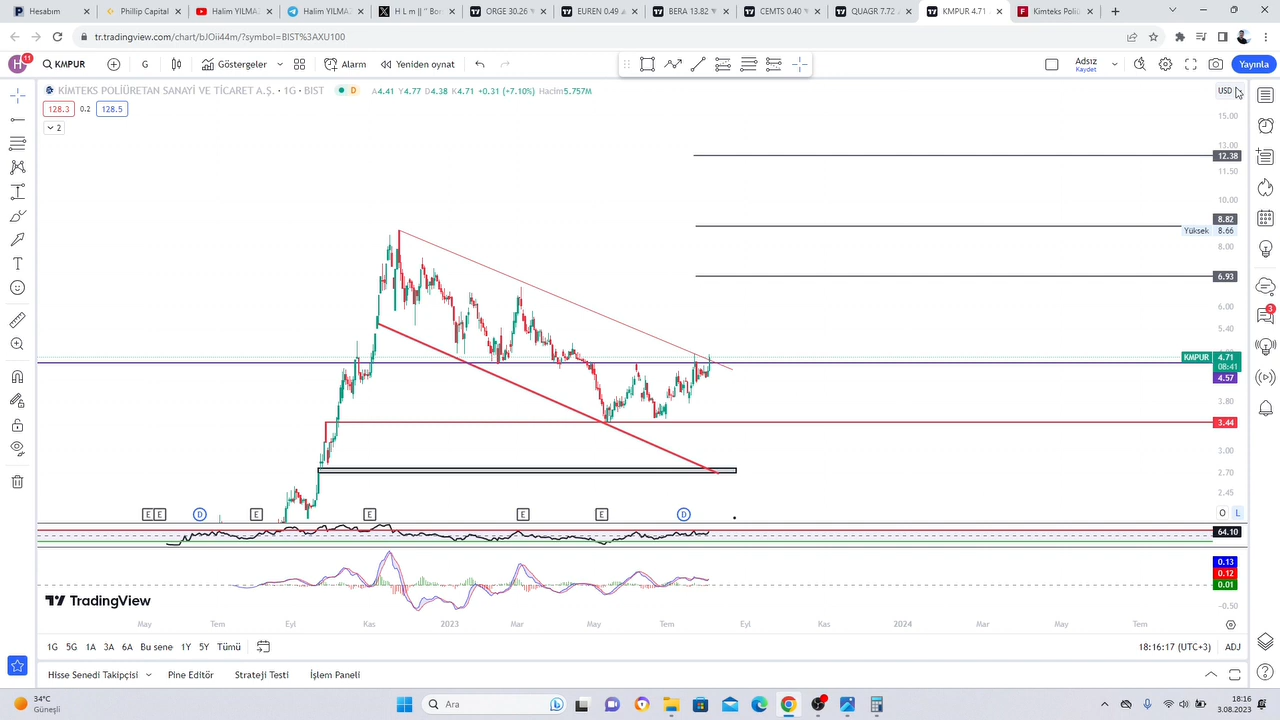 Hesabım
Phillip Capital
Halim YILMAZ
Halim YILMAZ
H L m || " Bor
ORGE 30.26
EUREN 0.49
BERA 13.82
CEMTS 0.40
QUAGR 7.72
KMPUR 4.71
Kimteks Poli
tr.tradingview.com/chart/bJOii44m/?symbol=BIST%3AXU100
H
11
KMPUR
G
Göstergeler
Alarm
Yeniden oynat
Adsız
Kaydet
Yayınla
KİMTEKS POLİÜRETAN SANAYİ VE TİCARET A.Ş. · 1G · BIST
D
A4.41 Y4.77 D4.38 K4.71 +0.31 (+7.10%) Hacim5.757M
USD
128.3
0.2
128.5
2
15.00
13.00
12.38
11.50
10.00
8.82
Yüksek 8.66
8.00
6.93
6.00
5.40
KMPUR 4.71
08:41
4.57
3.80
3.44
3.00
2.70
2.45
E E D E E E E D
O L
64.10
0.13
0.12
0.01
−0.50
TradingView
May Tem Eyl Kas 2023 Mar May Tem Eyl Kas 2024 Mar May Tem
1G 5G 1A 3A 6A Bu sene 1Y 5Y Tümü
18:16:17 (UTC+3)
ADJ
Hisse Senedi Takipçisi
Pine Editör
Strateji Testi
İşlem Paneli
3
34°C
Güneşli
Ara
18:16
3.08.2023